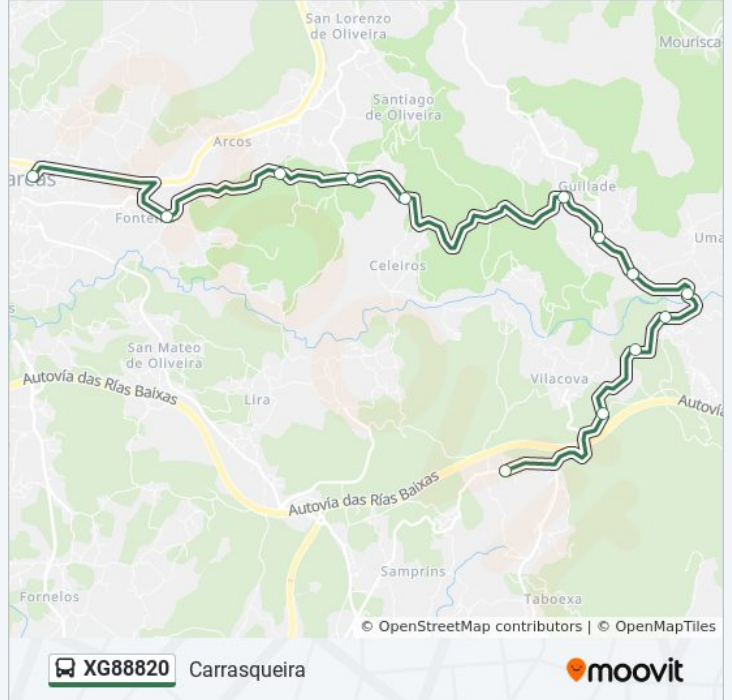 San Lorenzo
de Oliveira
Mourisca
Santiago
de Oliveira
Arcos
areas
Guillade
Uma
Celeiros
s
San Mateo
de Oliveira
Vilacova
Autovía das Rías Baixas
Lira
Autovía
Autovía das Rías Baixas
Samprins
Fornelos
Taboexa
© OpenStreetMap contributors | © OpenMapTiles
XG88820 Carrasqueira
moovit